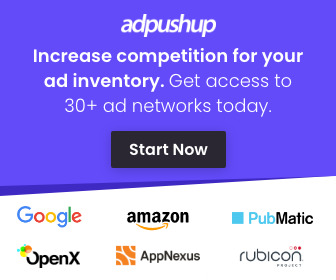 adpushup
Increase competition for your
ad inventory. Get access to
30+ ad networks today.
Start Now
Google
amazon
PubMatic
OpenX
AppNexus
rubicon
PROJECT